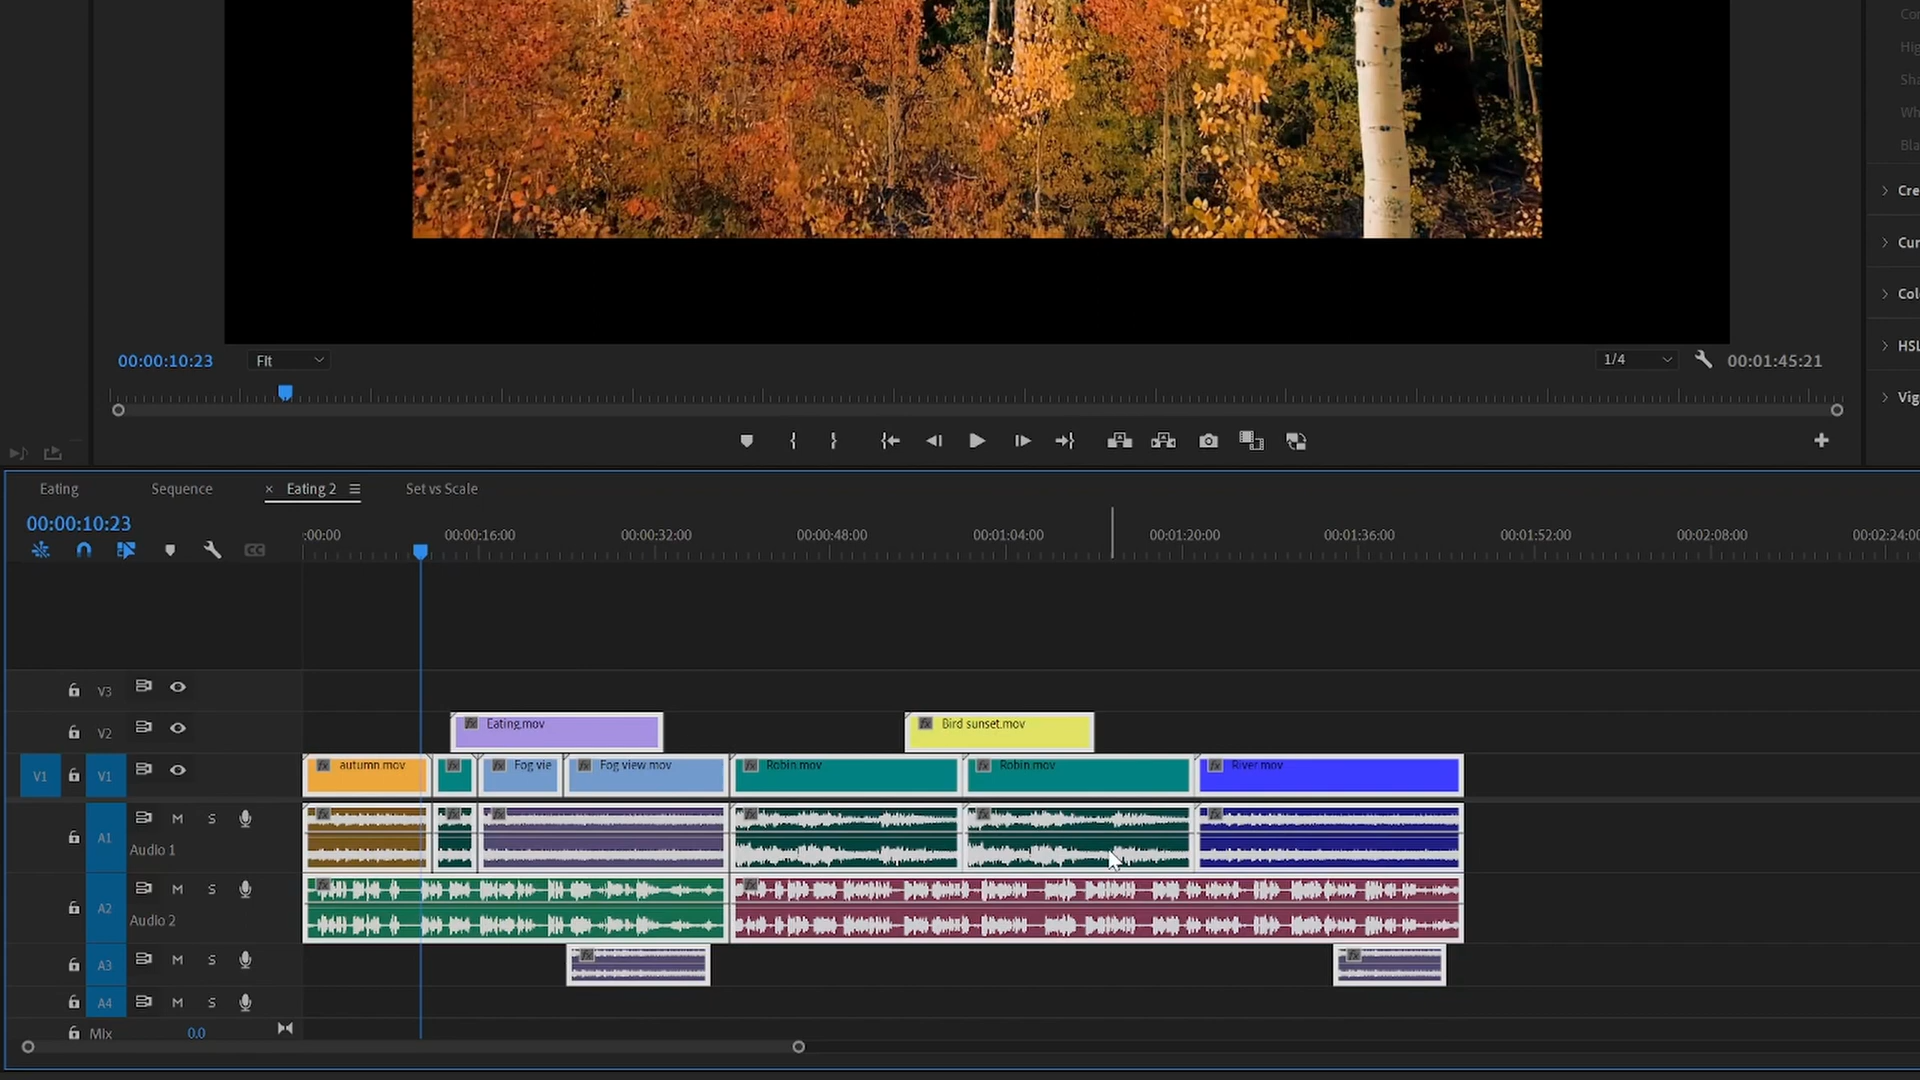 Cre
Cur
Colo
HSL
Vig
00:00:10:23
Fit
1/4
00:01:45:21
Eating
Sequence
× Eating 2
Set vs Scale
00:00:10:23
:00:00
00:00:16:00
00:00:32:00
00:00:48:00
00:01:04:00
00:01:20:00
00:01:36:00
00:01:52:00
00:02:08:00
00:02:24:00
CC
V3
V2
Eating.mov
Bird sunset.mov
V1
V1
autumn.mov
Fog vie
Fog view.mov
Robin.mov
Robin.mov
River.mov
A1
M
S
Audio 1
A2
M
S
Audio 2
A3
M
S
A4
M
S
Mix
0.0